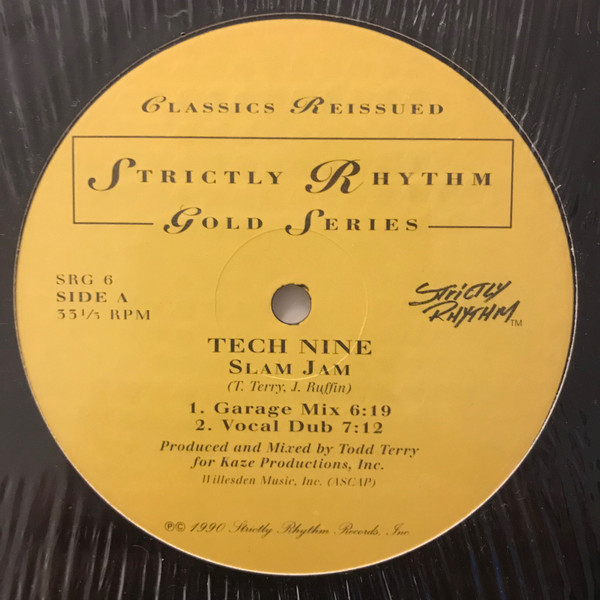 Classics Reissued
Strictly Rhythm
Gold Series
SRG 6
SIDE A
33 1/3 RPM
Strictly Rhythm TM
TECH NINE
Slam Jam
(T. Terry, J. Ruffin)
1. Garage Mix 6:19
2. Vocal Dub 7:12
Produced and Mixed by Todd Terry
for Kaze Productions, Inc.
Willesden Music, Inc. (ASCAP)
℗© 1990 Strictly Rhythm Records, Inc.